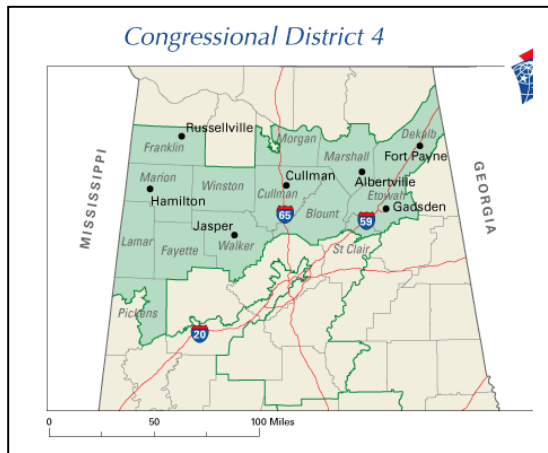 Congressional District 4
Russellville
Franklin
Morgan
Dekalb
Marshall
Fort Payne
Marion
Winston
Cullman
Albertville
Hamilton
Cullman
Etowah
Gadsden
MISSISSIPPI
GEORGIA
65
Blount
59
Jasper
Lamar
Walker
Fayette
St Clair
Pickens
20
0 50 100 Miles